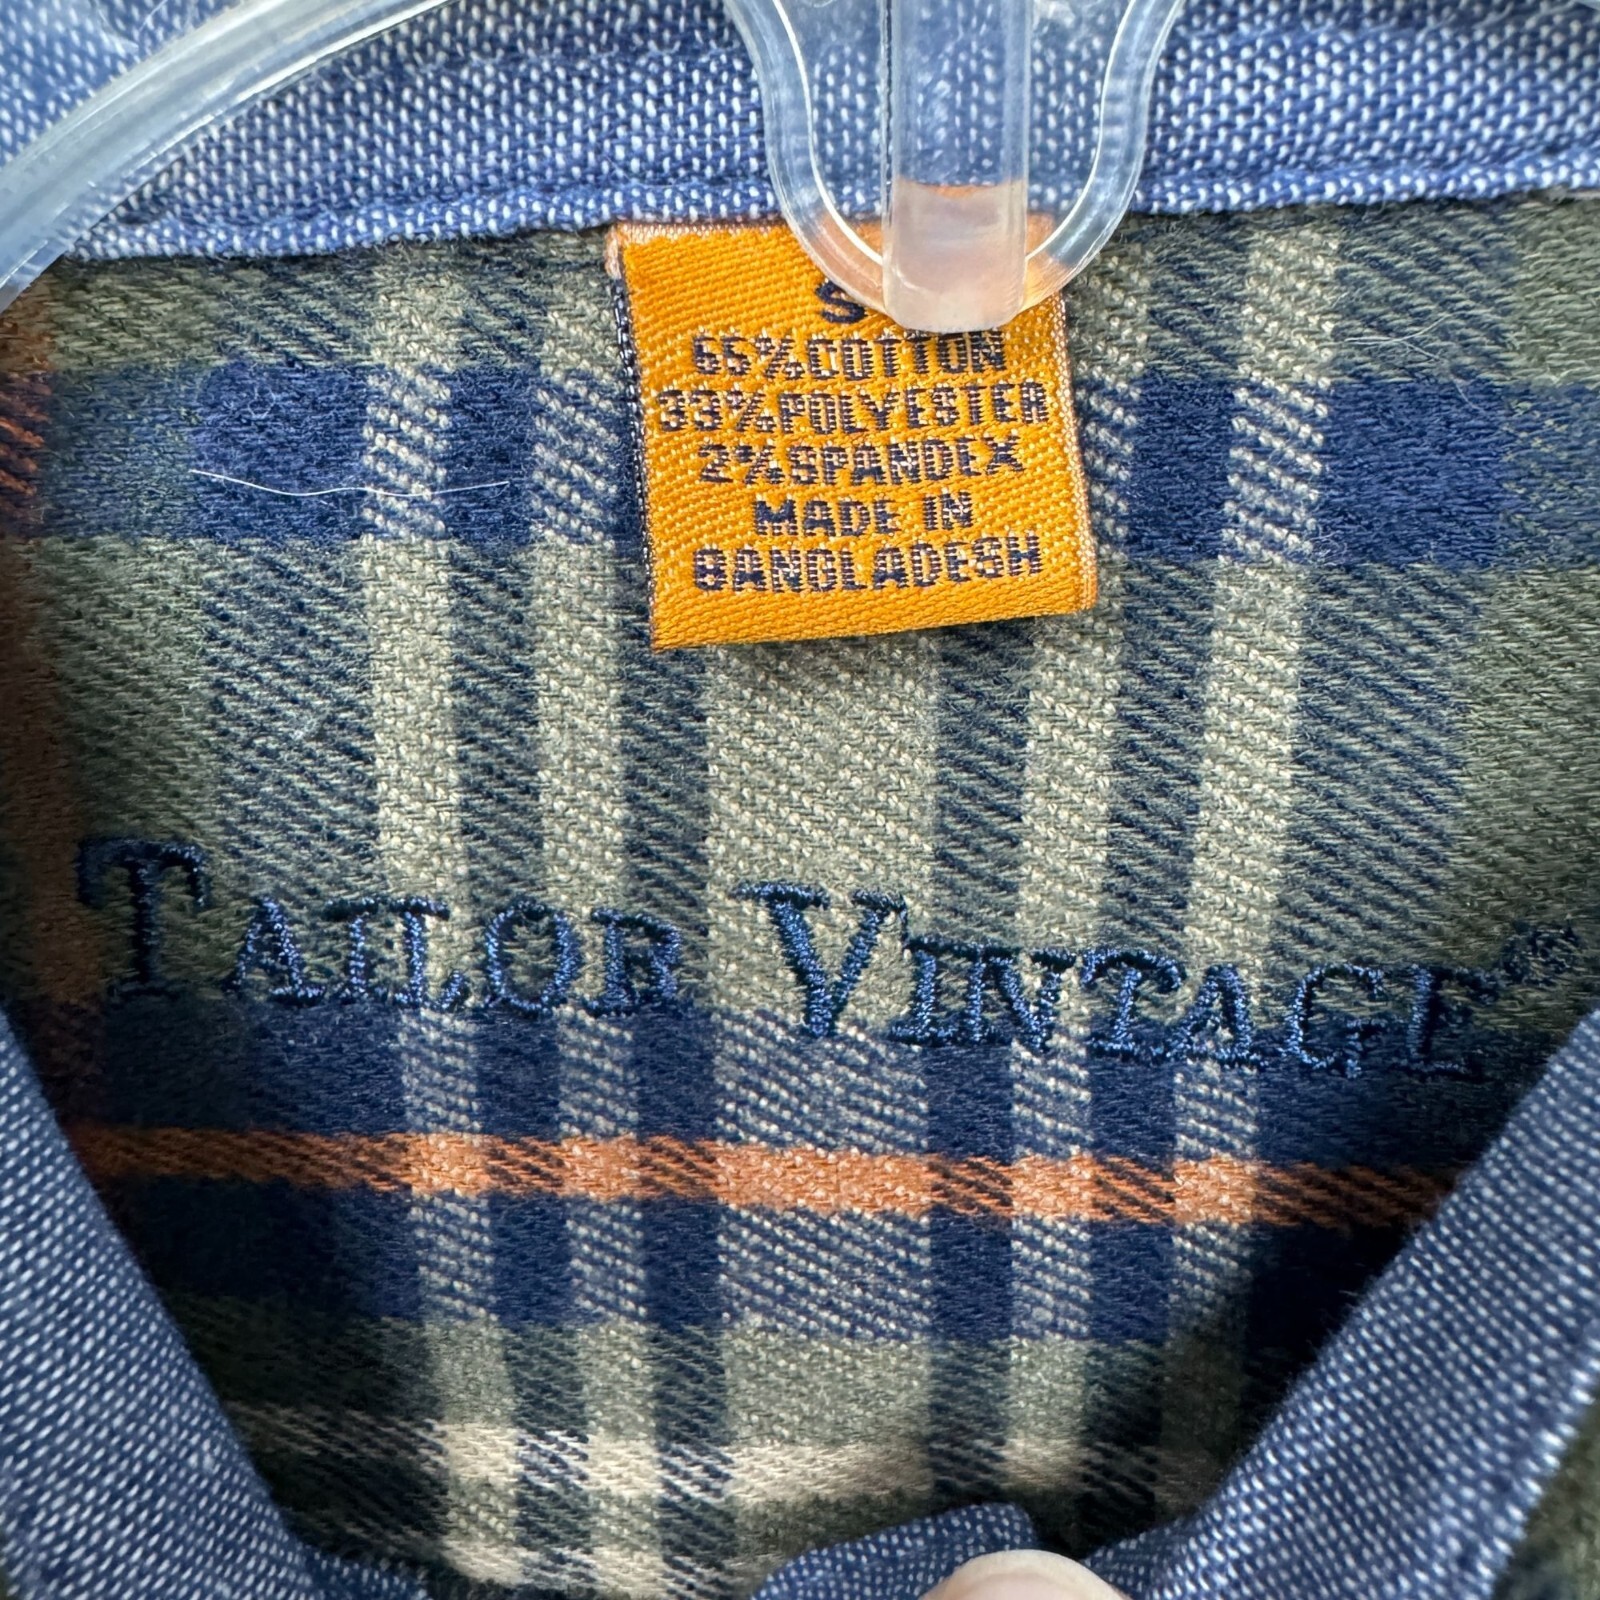 S
65%COTTON
33%POLYESTER
2%SPANDEX
MADE IN
BANGLADESH
TAILOR VINTAGE